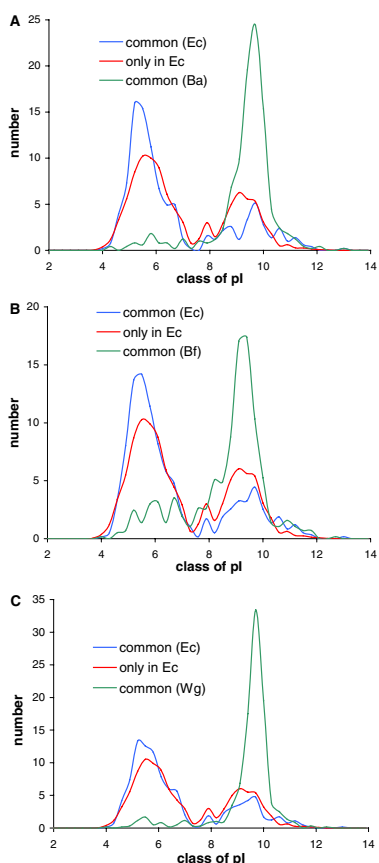 A
25
20
15
10
5
0
number
common (Ec)
only in Ec
common (Ba)
2 4 6 8 10 12 14
class of pI
B
20
15
10
5
0
number
common (Ec)
only in Ec
common (Bf)
2 4 6 8 10 12 14
class of pI
C
35
30
25
20
15
10
5
0
number
common (Ec)
only in Ec
common (Wg)
2 4 6 8 10 12 14
class of pI